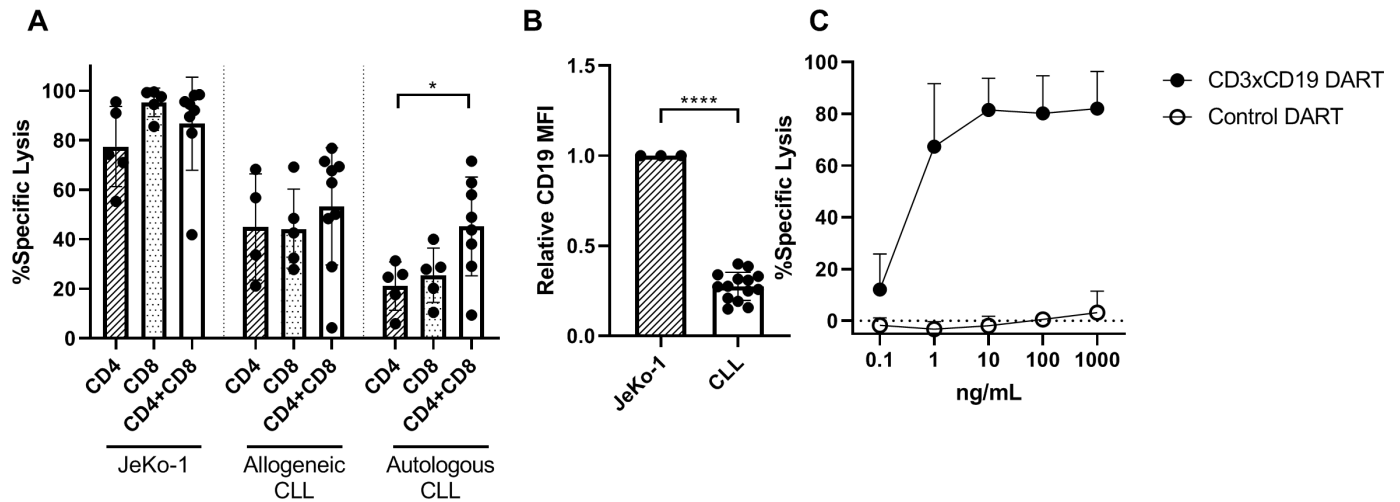 A
%Specific Lysis
100
80
60
40
20
0
*
CD4
CD8
CD4+CD8
CD4
CD8
CD4+CD8
CD4
CD8
CD4+CD8
JeKo-1
Allogeneic
CLL
Autologous
CLL
B
Relative CD19 MFI
1.5
1.0
0.5
0.0
****
JeKo-1
CLL
C
%Specific Lysis
100
80
60
40
20
0
0.1
1
10
100
1000
ng/mL
CD3xCD19 DART
Control DART